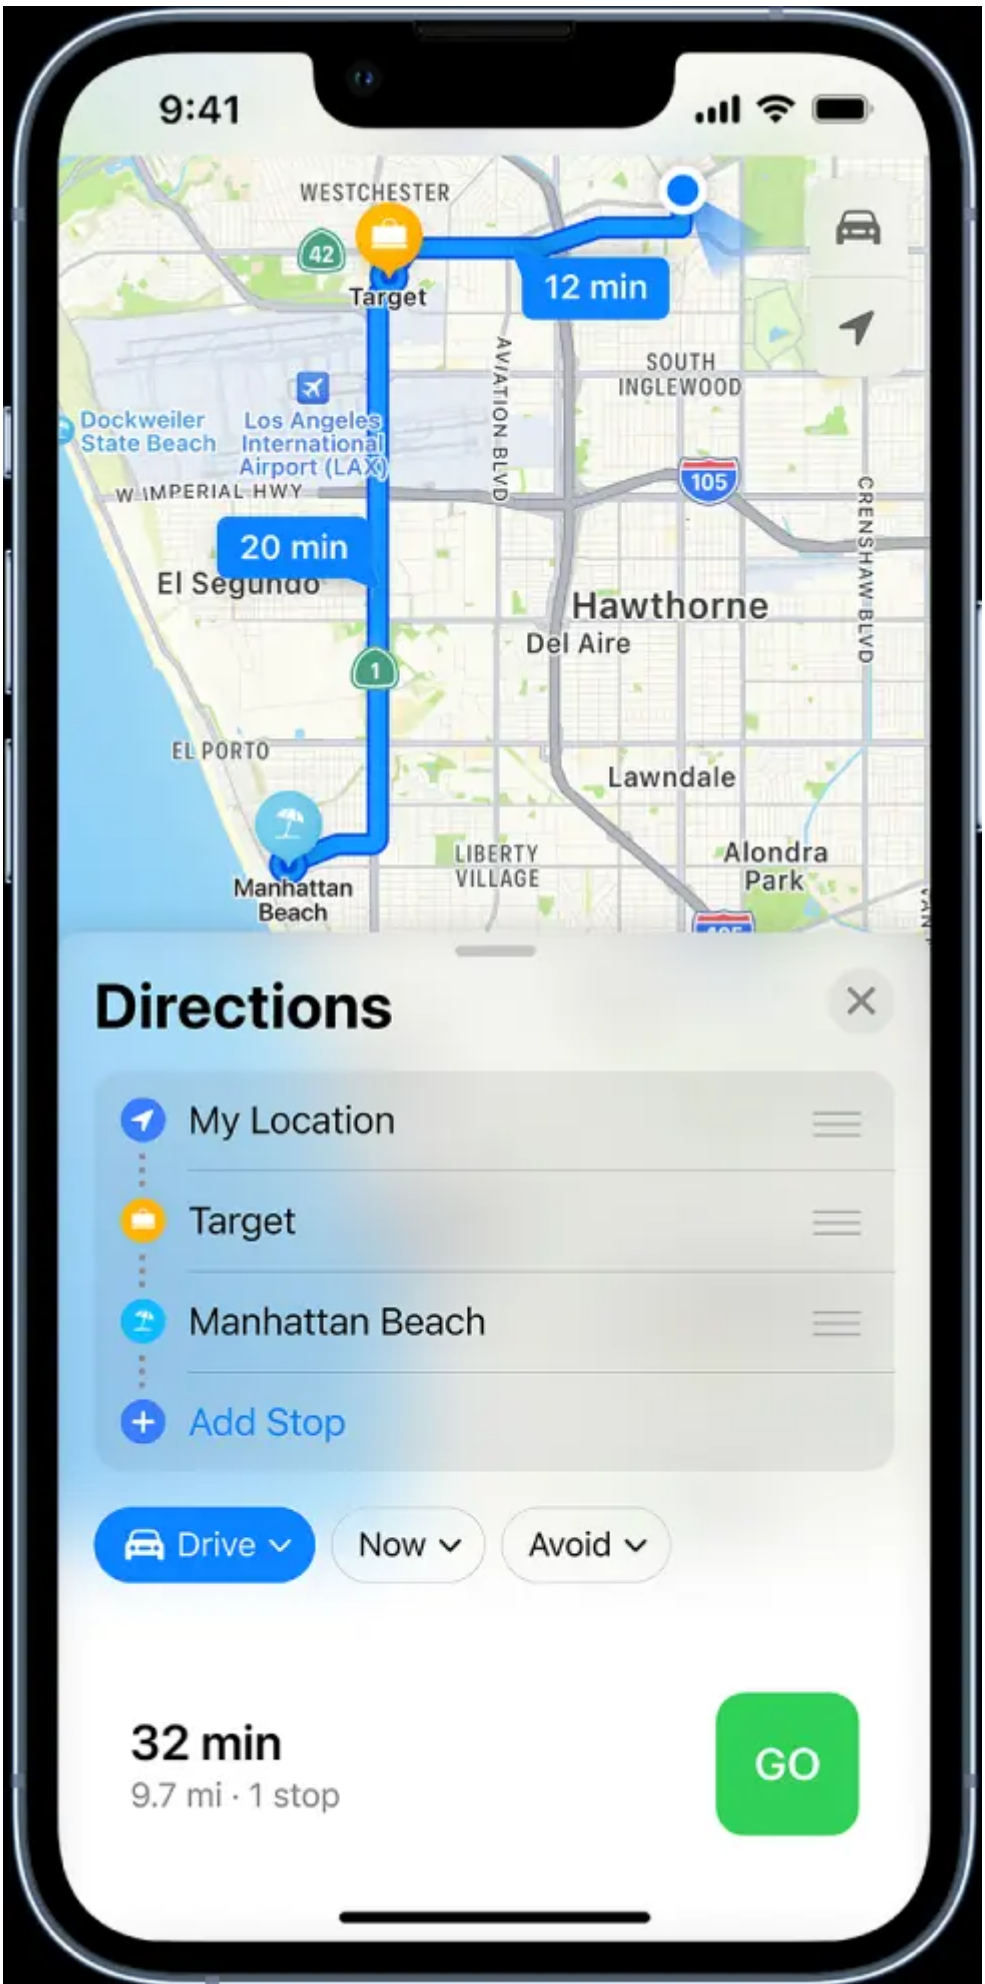 9:41
WESTCHESTER
42
Target
12 min
SOUTH
INGLEWOOD
AVIATION BLVD
Dockweiler
State Beach
Los Angeles
International
Airport (LAX)
W IMPERIAL HWY
105
CRENSHAW BLVD
20 min
El Segundo
Hawthorne
Del Aire
1
EL PORTO
Lawndale
LIBERTY
VILLAGE
Alondra
Park
Manhattan
Beach
405
Directions
My Location
Target
Manhattan Beach
Add Stop
Drive
Now
Avoid
32 min
9.7 mi · 1 stop
GO